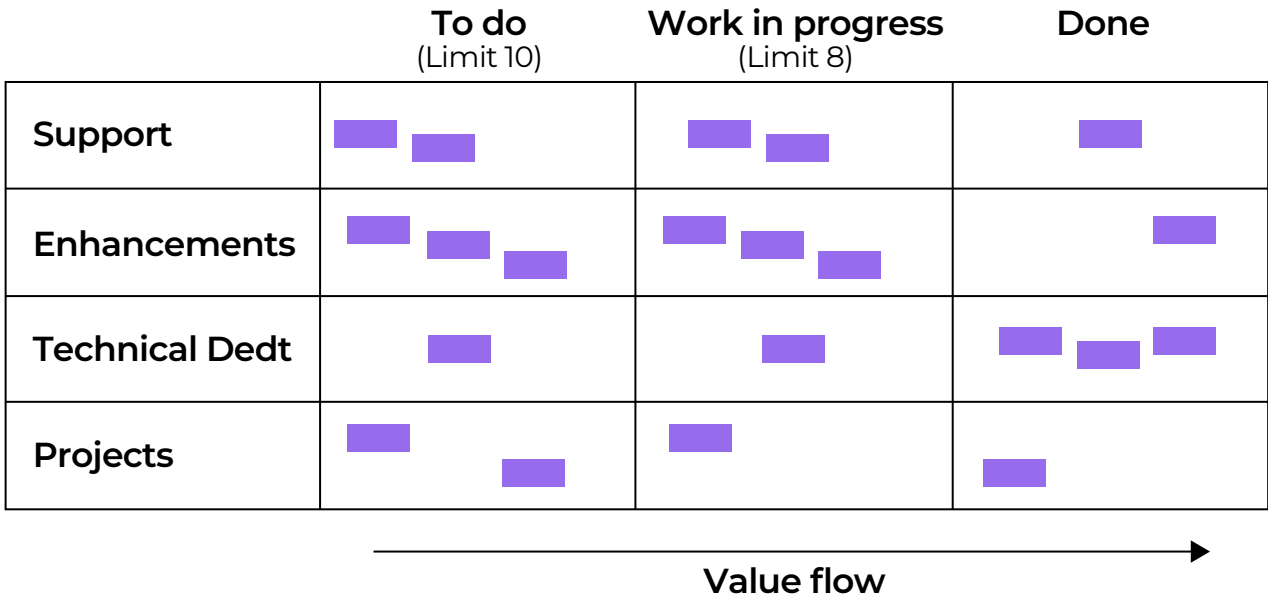 To do
(Limit 10)
Work in progress
(Limit 8)
Done
Support
Enhancements
Technical Dedt
Projects
Value flow